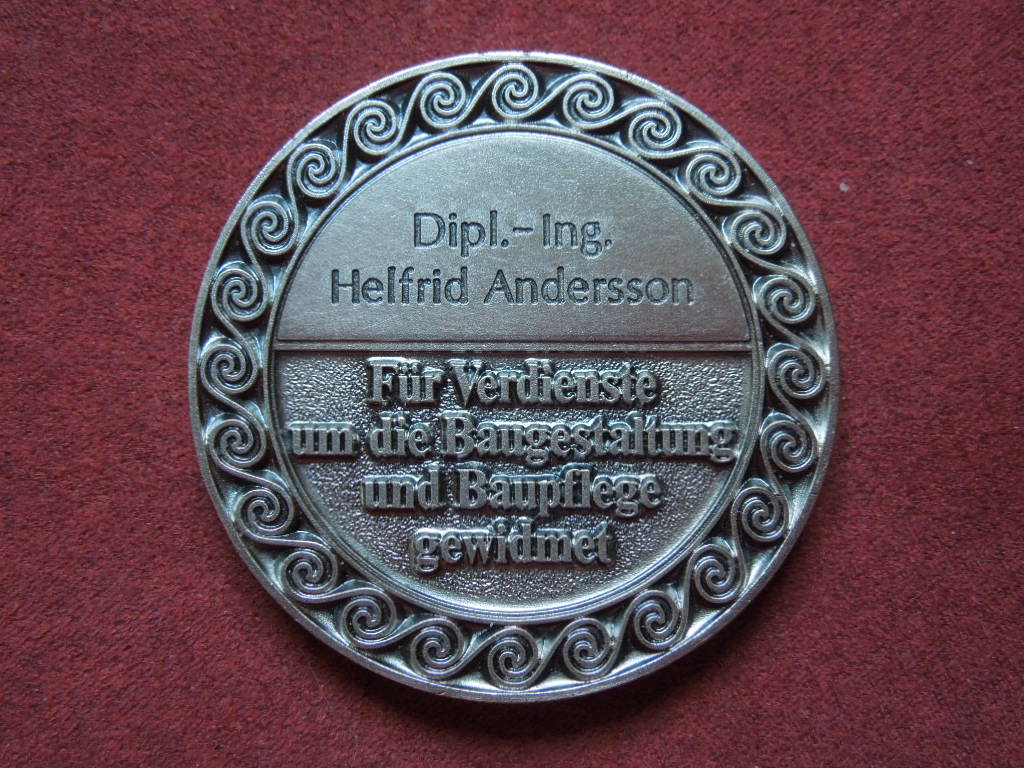 Dipl.-Ing.
Helfrid Andersson
Für Verdienste
um die Baugestaltung
und Baupflege
gewidmet